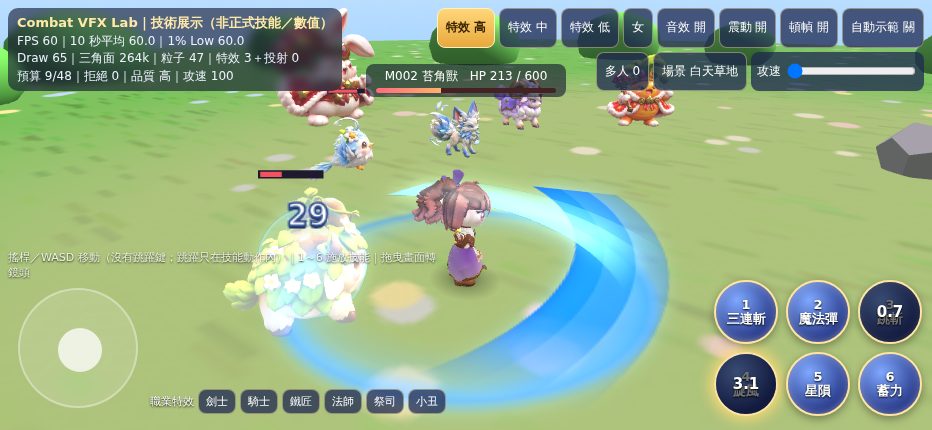 Combat VFX Lab｜技術展示（非正式技能／數值）
FPS 60｜10 秒平均 60.0｜1% Low 60.0
Draw 65｜三角面 264k｜粒子 47｜特效 3＋投射 0
預算 9/48｜拒絕 0｜品質 高｜攻速 100
特效 高
特效 中
特效 低
女
音效 開
震動 開
頓幀 開
自動示範 關
M002 苔角獸 HP 213 / 600
多人 0
場景 白天草地
攻速
29
搖桿／WASD 移動（沒有跳躍鍵；跳躍只在技能動作內）｜1～6 施放技能｜拖曳畫面轉
鏡頭
1
三連斬
2
魔法彈
3
0.7
跳斬
4
3.1
旋風
5
星隕
6
蓄力
職業特效
劍士
騎士
鐵匠
法師
祭司
小丑